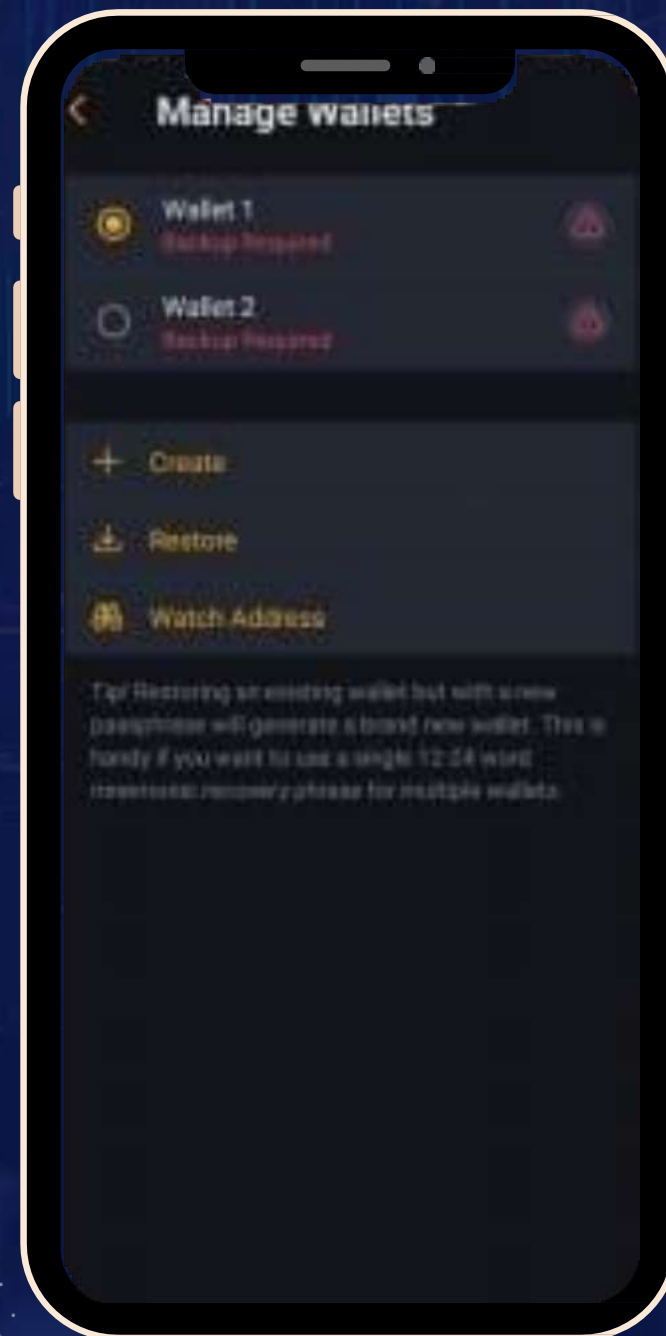 Manage Wallets
Wallet 1
Backup Required
Wallet 2
Backup Required
Create
Restore
Watch Address
Tip! Restoring an existing wallet but with a new
passphrase will generate a brand new wallet. This is
handy if you want to use a single 12-24 word
mnemonic recovery phrase for multiple wallets.